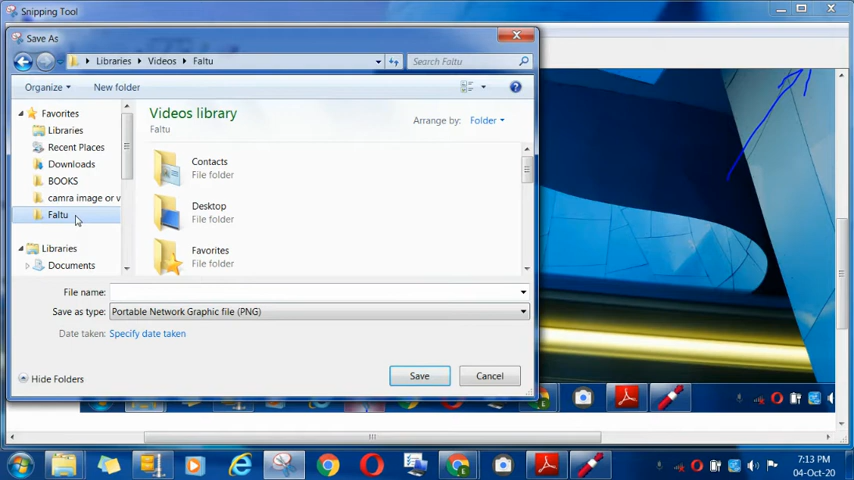 Snipping Tool
Save As
Libraries
Videos
Faltu
Search Faltu
Organize
New folder
Favorites
Libraries
Recent Places
Downloads
BOOKS
camra image or v
Faltu
Libraries
Documents
Videos library
Faltu
Arrange by: Folder
Contacts
File folder
Desktop
File folder
Favorites
File folder
File name:
Save as type: Portable Network Graphic file (PNG)
Date taken: Specify date taken
Hide Folders
Save
Cancel
7:13 PM
04-Oct-20